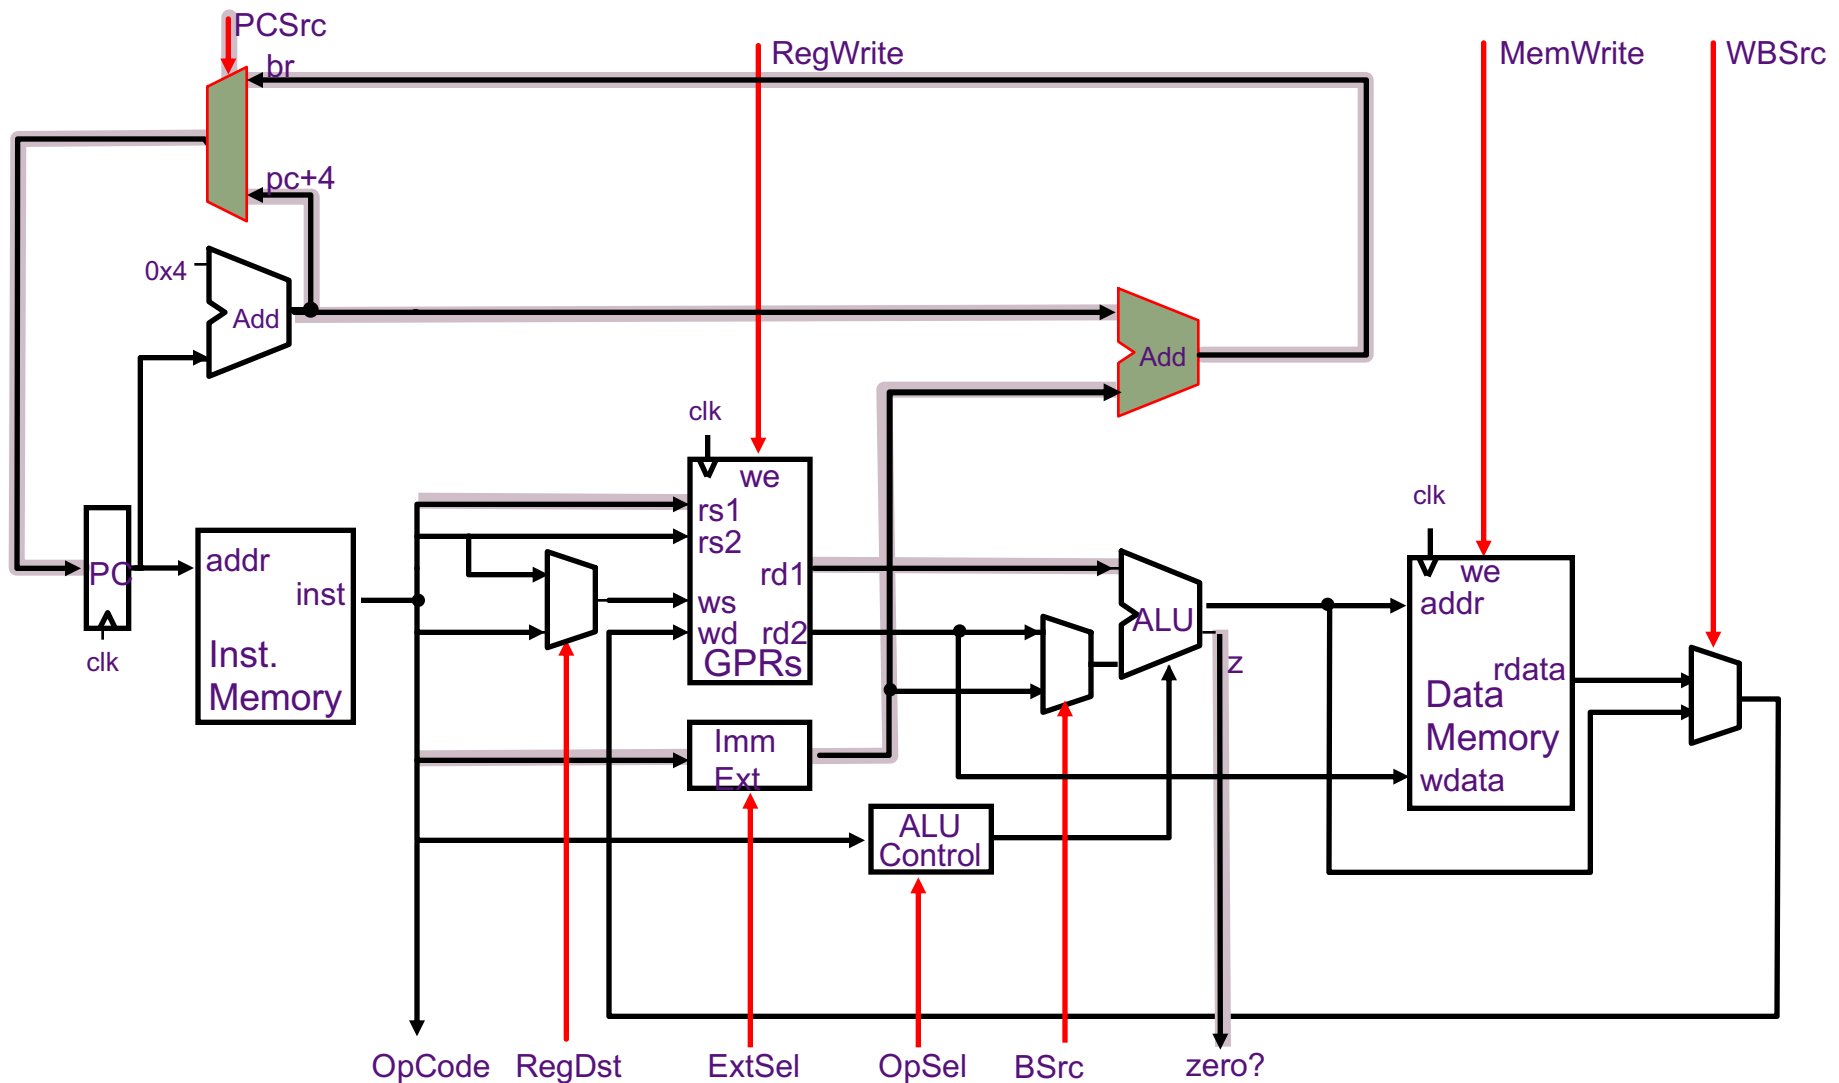 PCSrc
br
RegWrite
MemWrite
WBSrc
pc+4
0x4
Add
Add
clk
we
rs1
rs2
rd1
ws
wd
rd2
GPRs
clk
we
addr
rdata
Data
Memory
wdata
PC
clk
addr
inst
Inst.
Memory
ALU
z
Imm
Ext
ALU
Control
OpCode
RegDst
ExtSel
OpSel
BSrc
zero?